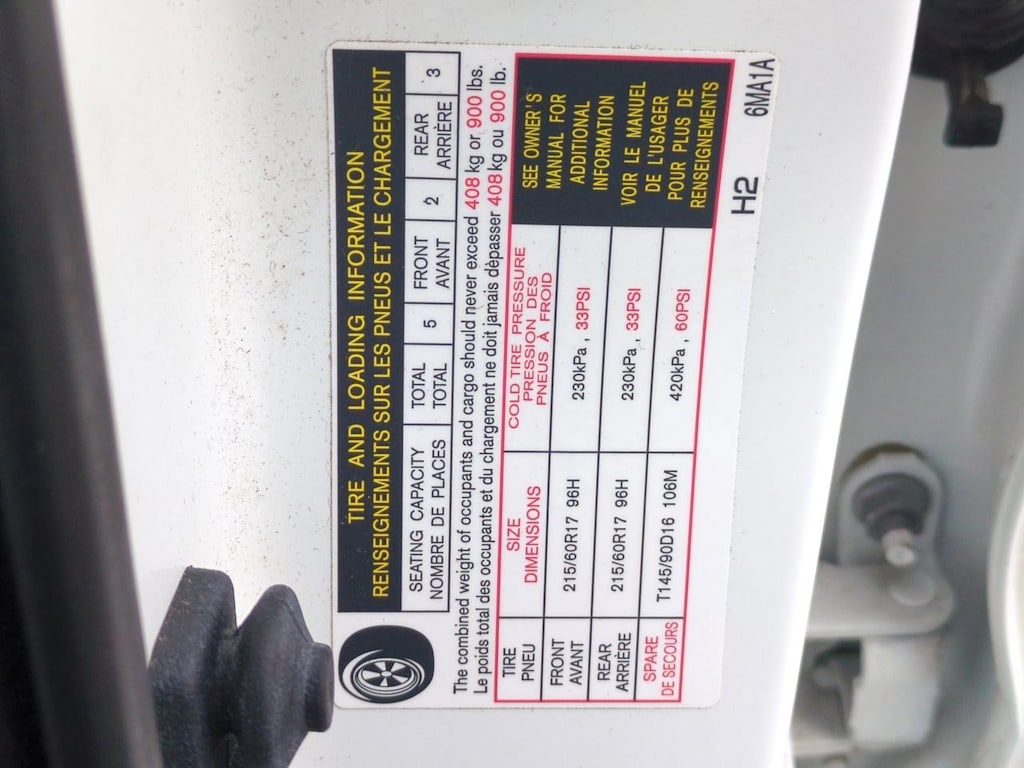 TIRE AND LOADING INFORMATION
RENSEIGNEMENTS SUR LES PNEUS ET LE CHARGEMENT
SEATING CAPACITY
NOMBRE DE PLACES
TOTAL
TOTAL
5
FRONT
AVANT
2
REAR
ARRIÈRE
3
The combined weight of occupants and cargo should never exceed 408 kg or 900 lbs.
Le poids total des occupants et du chargement ne doit jamais dépasser 408 kg ou 900 lb.
TIRE
PNEU
SIZE
DIMENSIONS
COLD TIRE PRESSURE
PRESSION DES
PNEUS À FROID
FRONT
AVANT
215/60R17 96H
230kPa , 33PSI
REAR
ARRIÈRE
215/60R17 96H
230kPa , 33PSI
SPARE
DE SECOURS
T145/90D16 106M
420kPa , 60PSI
SEE OWNER'S
MANUAL FOR
ADDITIONAL
INFORMATION
VOIR LE MANUEL
DE L'USAGER
POUR PLUS DE
RENSEIGNEMENTS
H2 6MA1A